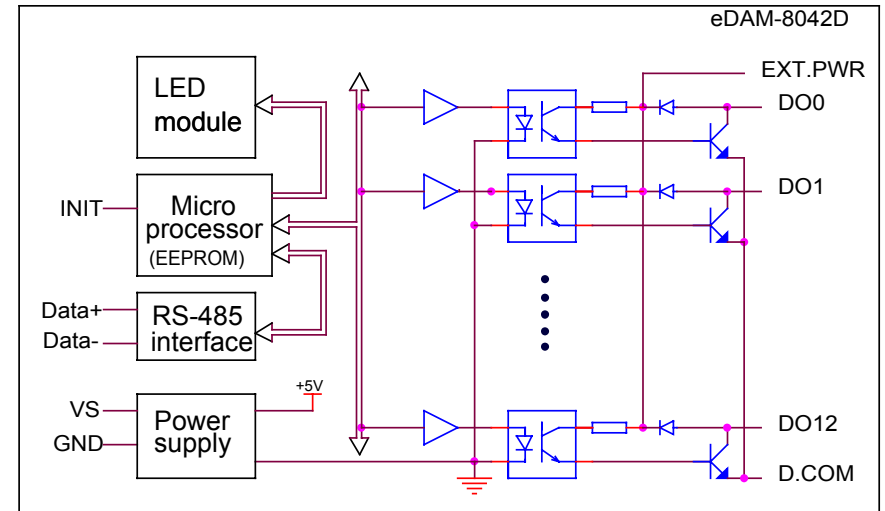 eDAM-8042D
LED
module
INIT
Micro
processor
(EEPROM)
Data+
Data-
RS-485
interface
+5V
VS
GND
Power
supply
EXT.PWR
DO0
DO1
DO12
D.COM